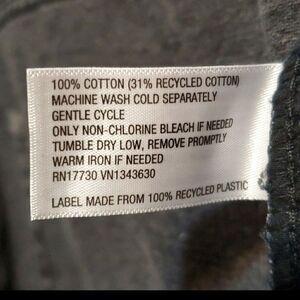 100% COTTON (31% RECYCLED COTTON)
MACHINE WASH COLD SEPARATELY
GENTLE CYCLE
ONLY NON-CHLORINE BLEACH IF NEEDED
TUMBLE DRY LOW, REMOVE PROMPTLY
WARM IRON IF NEEDED
RN17730 VN1343630
LABEL MADE FROM 100% RECYCLED PLASTIC